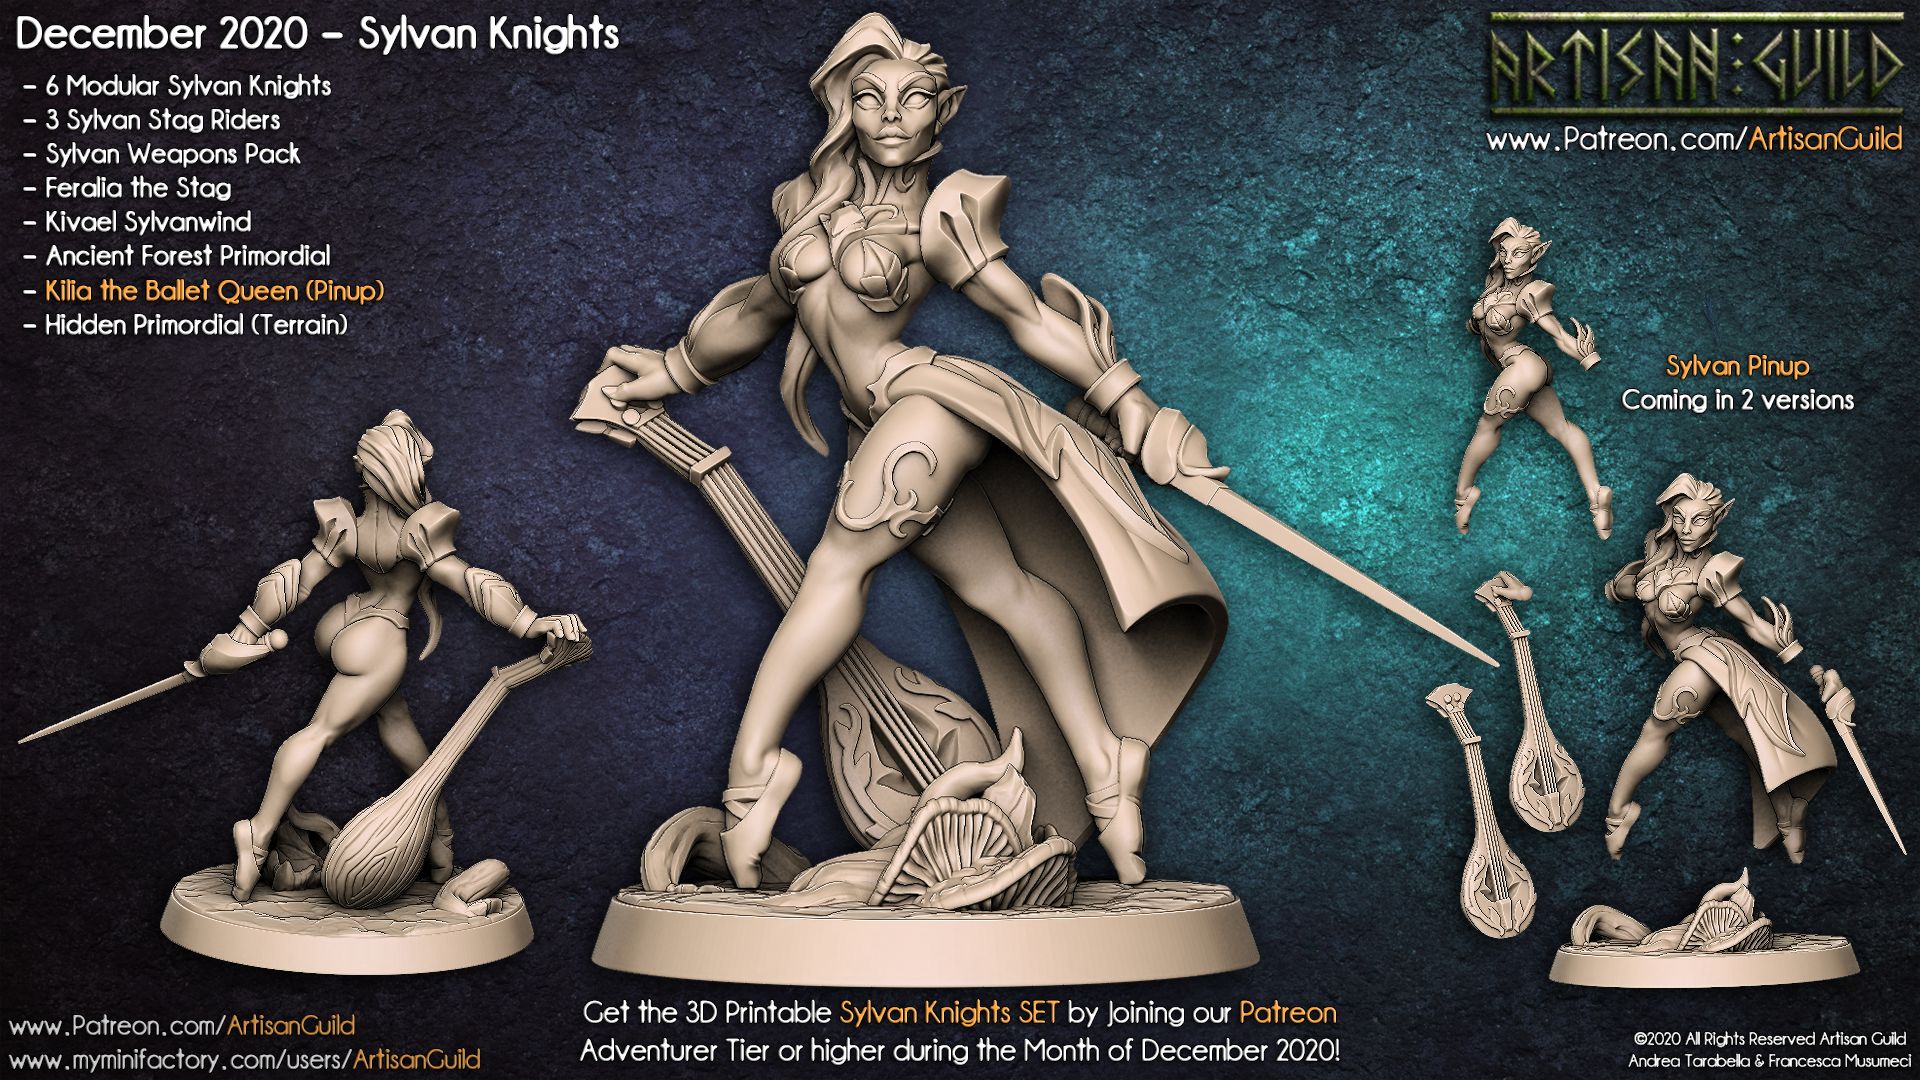 December 2020 – Sylvan Knights
– 6 Modular Sylvan Knights
– 3 Sylvan Stag Riders
– Sylvan Weapons Pack
– Feralia the Stag
– Kivael Sylvanwind
– Ancient Forest Primordial
– Kilia the Ballet Queen (Pinup)
– Hidden Primordial (Terrain)
ARTISAN:GUILD
www.Patreon.com/ArtisanGuild
Sylvan Pinup
Coming in 2 versions
www.Patreon.com/ArtisanGuild
www.myminifactory.com/users/ArtisanGuild
Get the 3D Printable Sylvan Knights SET by Joining our Patreon
Adventurer Tier or higher during the Month of December 2020!
©2020 All Rights Reserved Artisan Guild
Andrea Tarabella & Francesca Musumeci